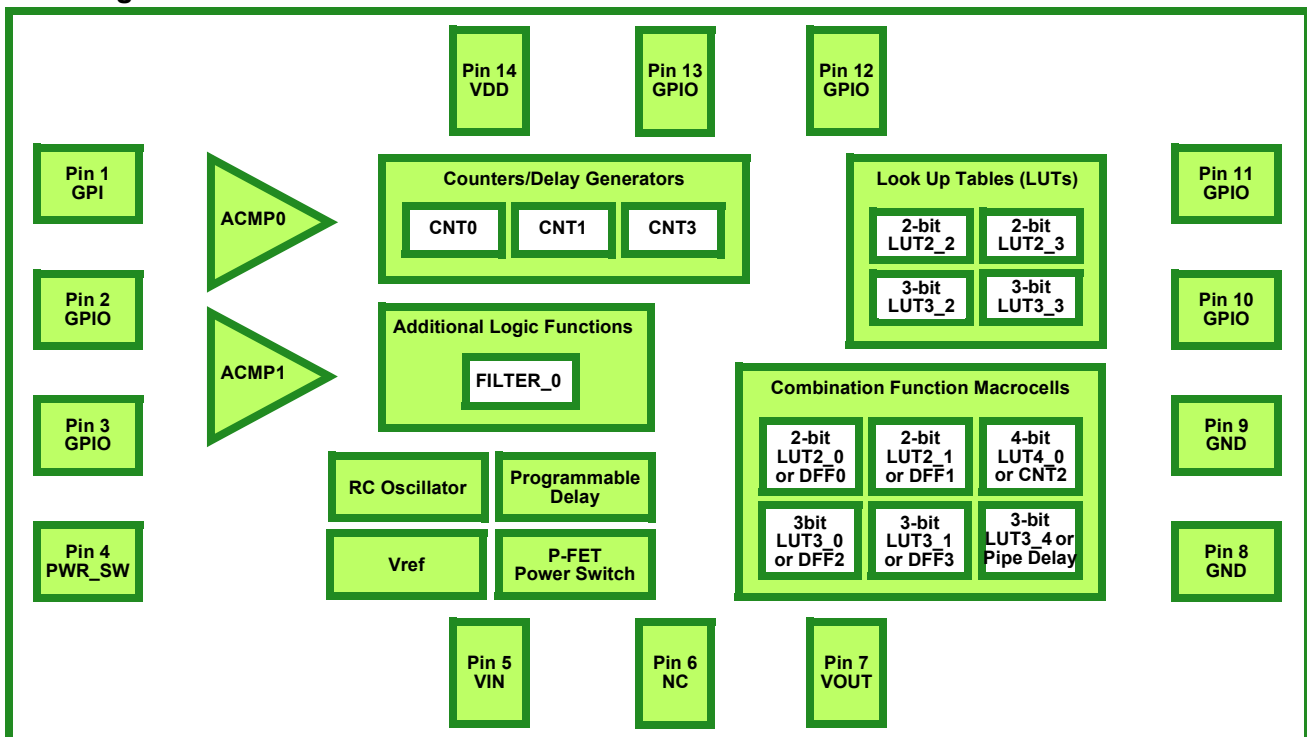 Pin 14
VDD
Pin 13
GPIO
Pin 12
GPIO
Pin 1
GPI
ACMP0
Counters/Delay Generators
CNT0
CNT1
CNT3
Look Up Tables (LUTs)
2-bit
LUT2_2
2-bit
LUT2_3
3-bit
LUT3_2
3-bit
LUT3_3
Pin 11
GPIO
Pin 2
GPIO
Pin 10
GPIO
ACMP1
Additional Logic Functions
FILTER_0
Combination Function Macrocells
2-bit
LUT2_0
or DFF0
2-bit
LUT2_1
or DFF1
4-bit
LUT4_0
or CNT2
3bit
LUT3_0
or DFF2
3-bit
LUT3_1
or DFF3
3-bit
LUT3_4 or
Pipe Delay
Pin 3
GPIO
Pin 9
GND
RC Oscillator
Programmable
Delay
Vref
P-FET
Power Switch
Pin 4
PWR_SW
Pin 8
GND
Pin 5
VIN
Pin 6
NC
Pin 7
VOUT